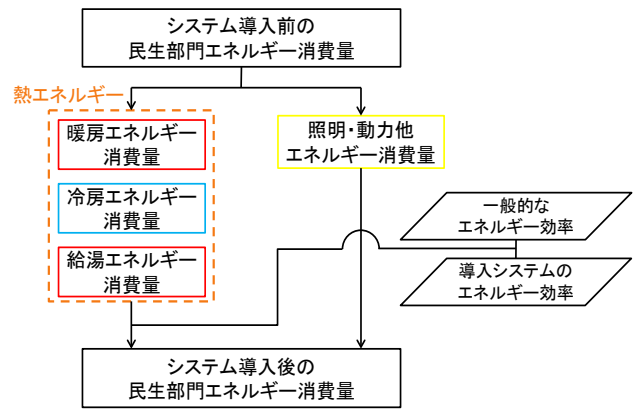 システム導入前の
民生部門エネルギー消費量
熱エネルギー
暖房エネルギー
消費量
照明・動力他
エネルギー消費量
冷房エネルギー
消費量
給湯エネルギー
消費量
一般的な
エネルギー効率
導入システムの
エネルギー効率
システム導入後の
民生部門エネルギー消費量